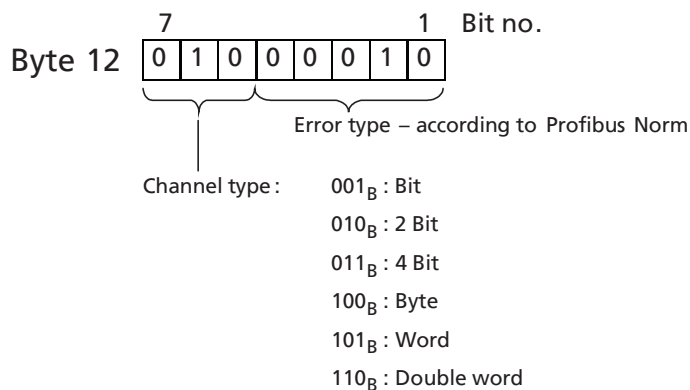 7 1 Bit no.
Byte 12 0 1 0 0 0 0 1 0
Error type – according to Profibus Norm
Channel type : 001B : Bit
010B : 2 Bit
011B : 4 Bit
100B : Byte
101B : Word
110B : Double word